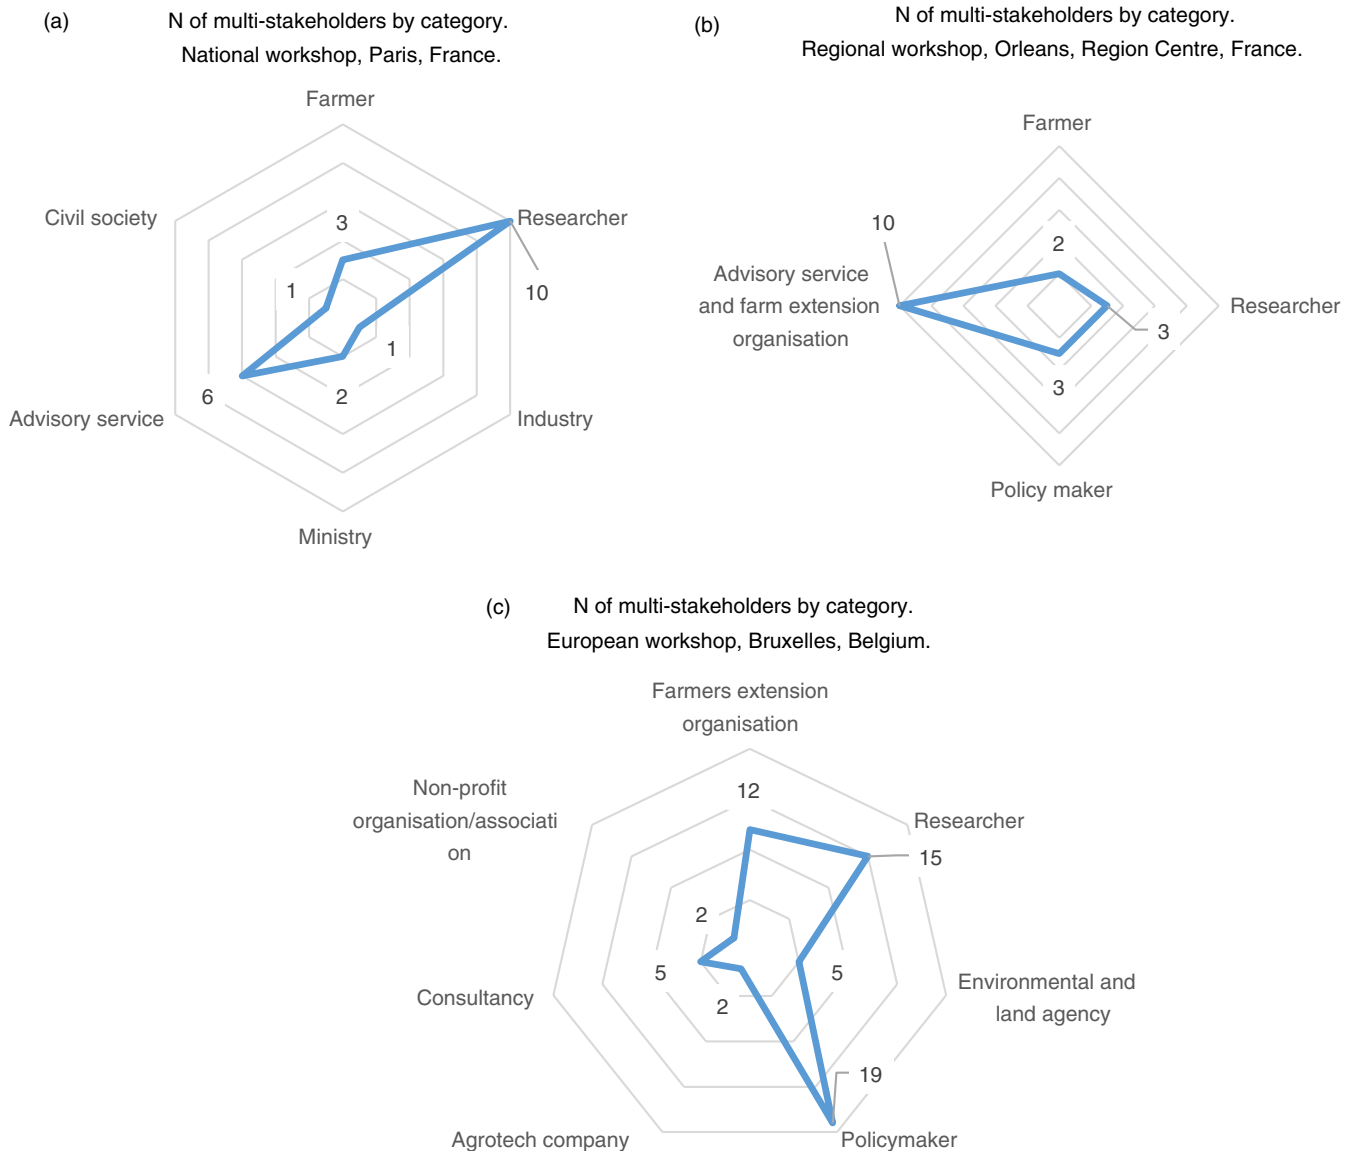 (a)
N of multi-stakeholders by category.
National workshop, Paris, France.
Farmer
Civil society
3
Researcher
1
10
1
6
2
Advisory service
Industry
Ministry
(b)
N of multi-stakeholders by category.
Regional workshop, Orleans, Region Centre, France.
Farmer
10
2
Advisory service
and farm extension
organisation
Researcher
3
3
Policy maker
(c)
N of multi-stakeholders by category.
European workshop, Bruxelles, Belgium.
Farmers extension
organisation
Non-profit
organisation/associati
on
12
Researcher
15
2
5
5
Environmental and
land agency
Consultancy
2
19
Agrotech company
Policymaker